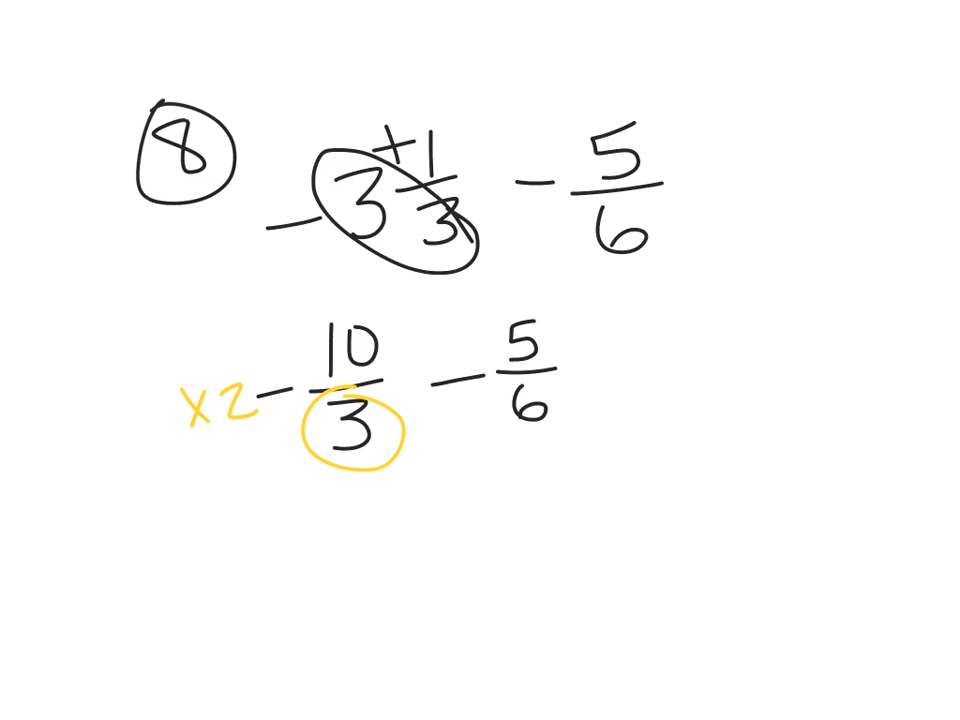 ⑧ - 3 + 1/3 - 5/6
x2 - 10/3 - 5/6